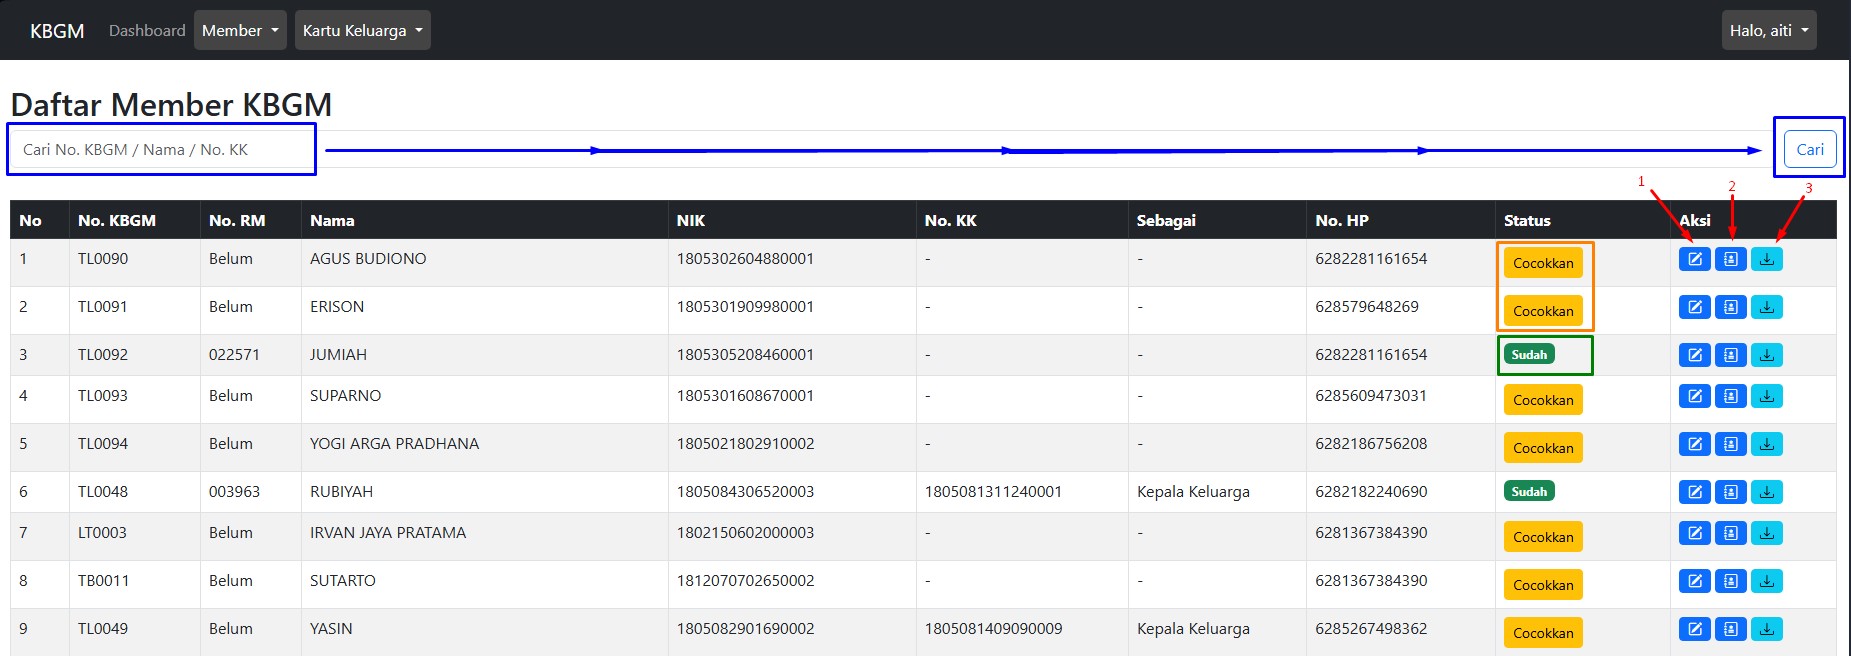 KBGM Dashboard Member Kartu Keluarga Halo, aiti
Daftar Member KBGM
Cari No. KBGM / Nama / No. KK Cari
1 2 3
No No. KBGM No. RM Nama NIK No. KK Sebagai No. HP Status Aksi
1 TL0090 Belum AGUS BUDIONO 1805302604880001 - - 6282281161654 Cocokkan
2 TL0091 Belum ERISON 1805301909980001 - - 628579648269 Cocokkan
3 TL0092 022571 JUMIAH 1805305208460001 - - 6282281161654 Sudah
4 TL0093 Belum SUPARNO 1805301608670001 - - 6285609473031 Cocokkan
5 TL0094 Belum YOGI ARGA PRADHANA 1805021802910002 - - 6282186756208 Cocokkan
6 TL0048 003963 RUBIYAH 1805084306520003 1805081311240001 Kepala Keluarga 6282182240690 Sudah
7 LT0003 Belum IRVAN JAYA PRATAMA 1802150602000003 - - 6281367384390 Cocokkan
8 TB0011 Belum SUTARTO 1812070702650002 - - 6281367384390 Cocokkan
9 TL0049 Belum YASIN 1805082901690002 1805081409090009 Kepala Keluarga 6285267498362 Cocokkan